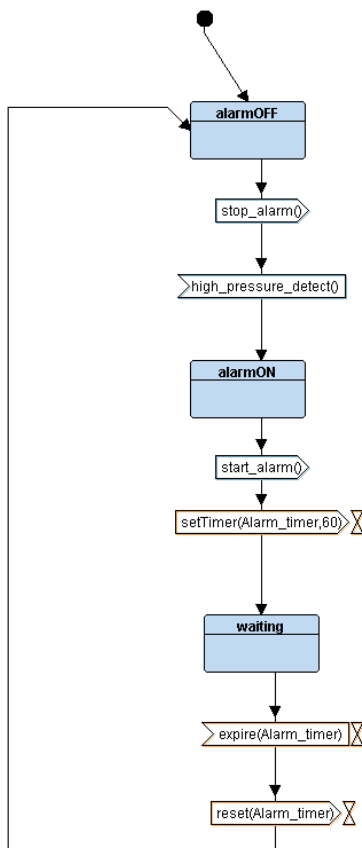 alarmOFF
stop_alarm()
high_pressure_detect()
alarmON
start_alarm()
setTimer(Alarm_timer,60)
waiting
expire(Alarm_timer)
reset(Alarm_timer)